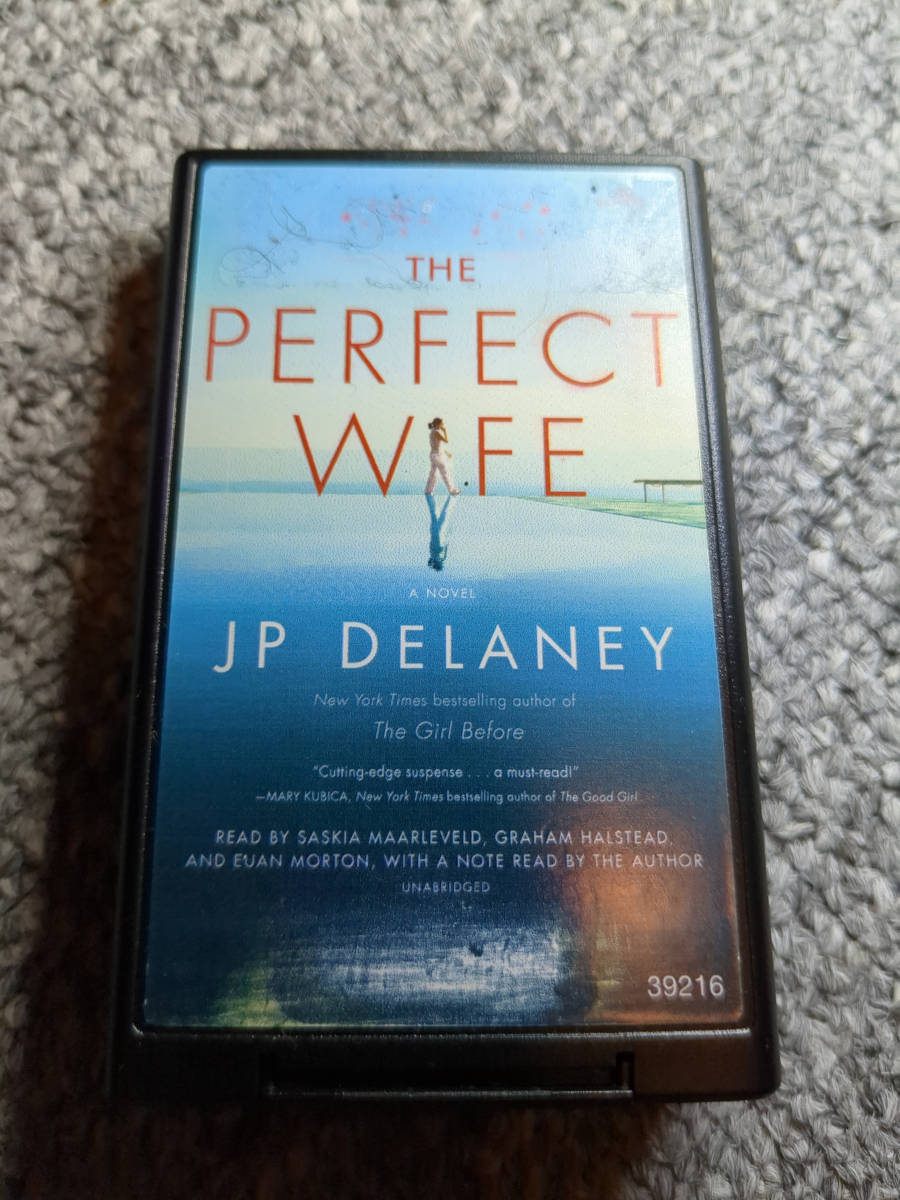 THE
PERFECT
WIFE
A NOVEL
JP DELANEY
New York Times bestselling author of
The Girl Before
“Cutting-edge suspense . . . a must-read!”
—MARY KUBICA, New York Times bestselling author of The Good Girl
READ BY SASKIA MAARLEVELD, GRAHAM HALSTEAD,
AND EUAN MORTON, WITH A NOTE READ BY THE AUTHOR
UNABRIDGED
39216